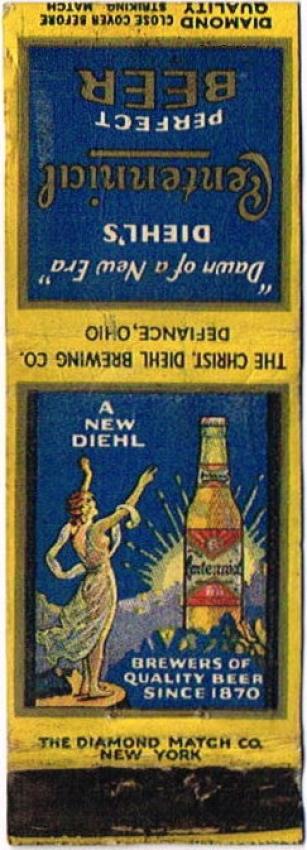 DIAMOND CLOSE COVER BEFORE
QUALITY STRIKING MATCH
"Dawn of a New Era"
DIEHL'S
Centennial
PERFECT
BEER
THE CHRIST. DIEHL BREWING CO.
DEFIANCE, OHIO
A
NEW
DIEHL
Centennial
BREWERS OF
QUALITY BEER
SINCE 1870
THE DIAMOND MATCH CO.
NEW YORK